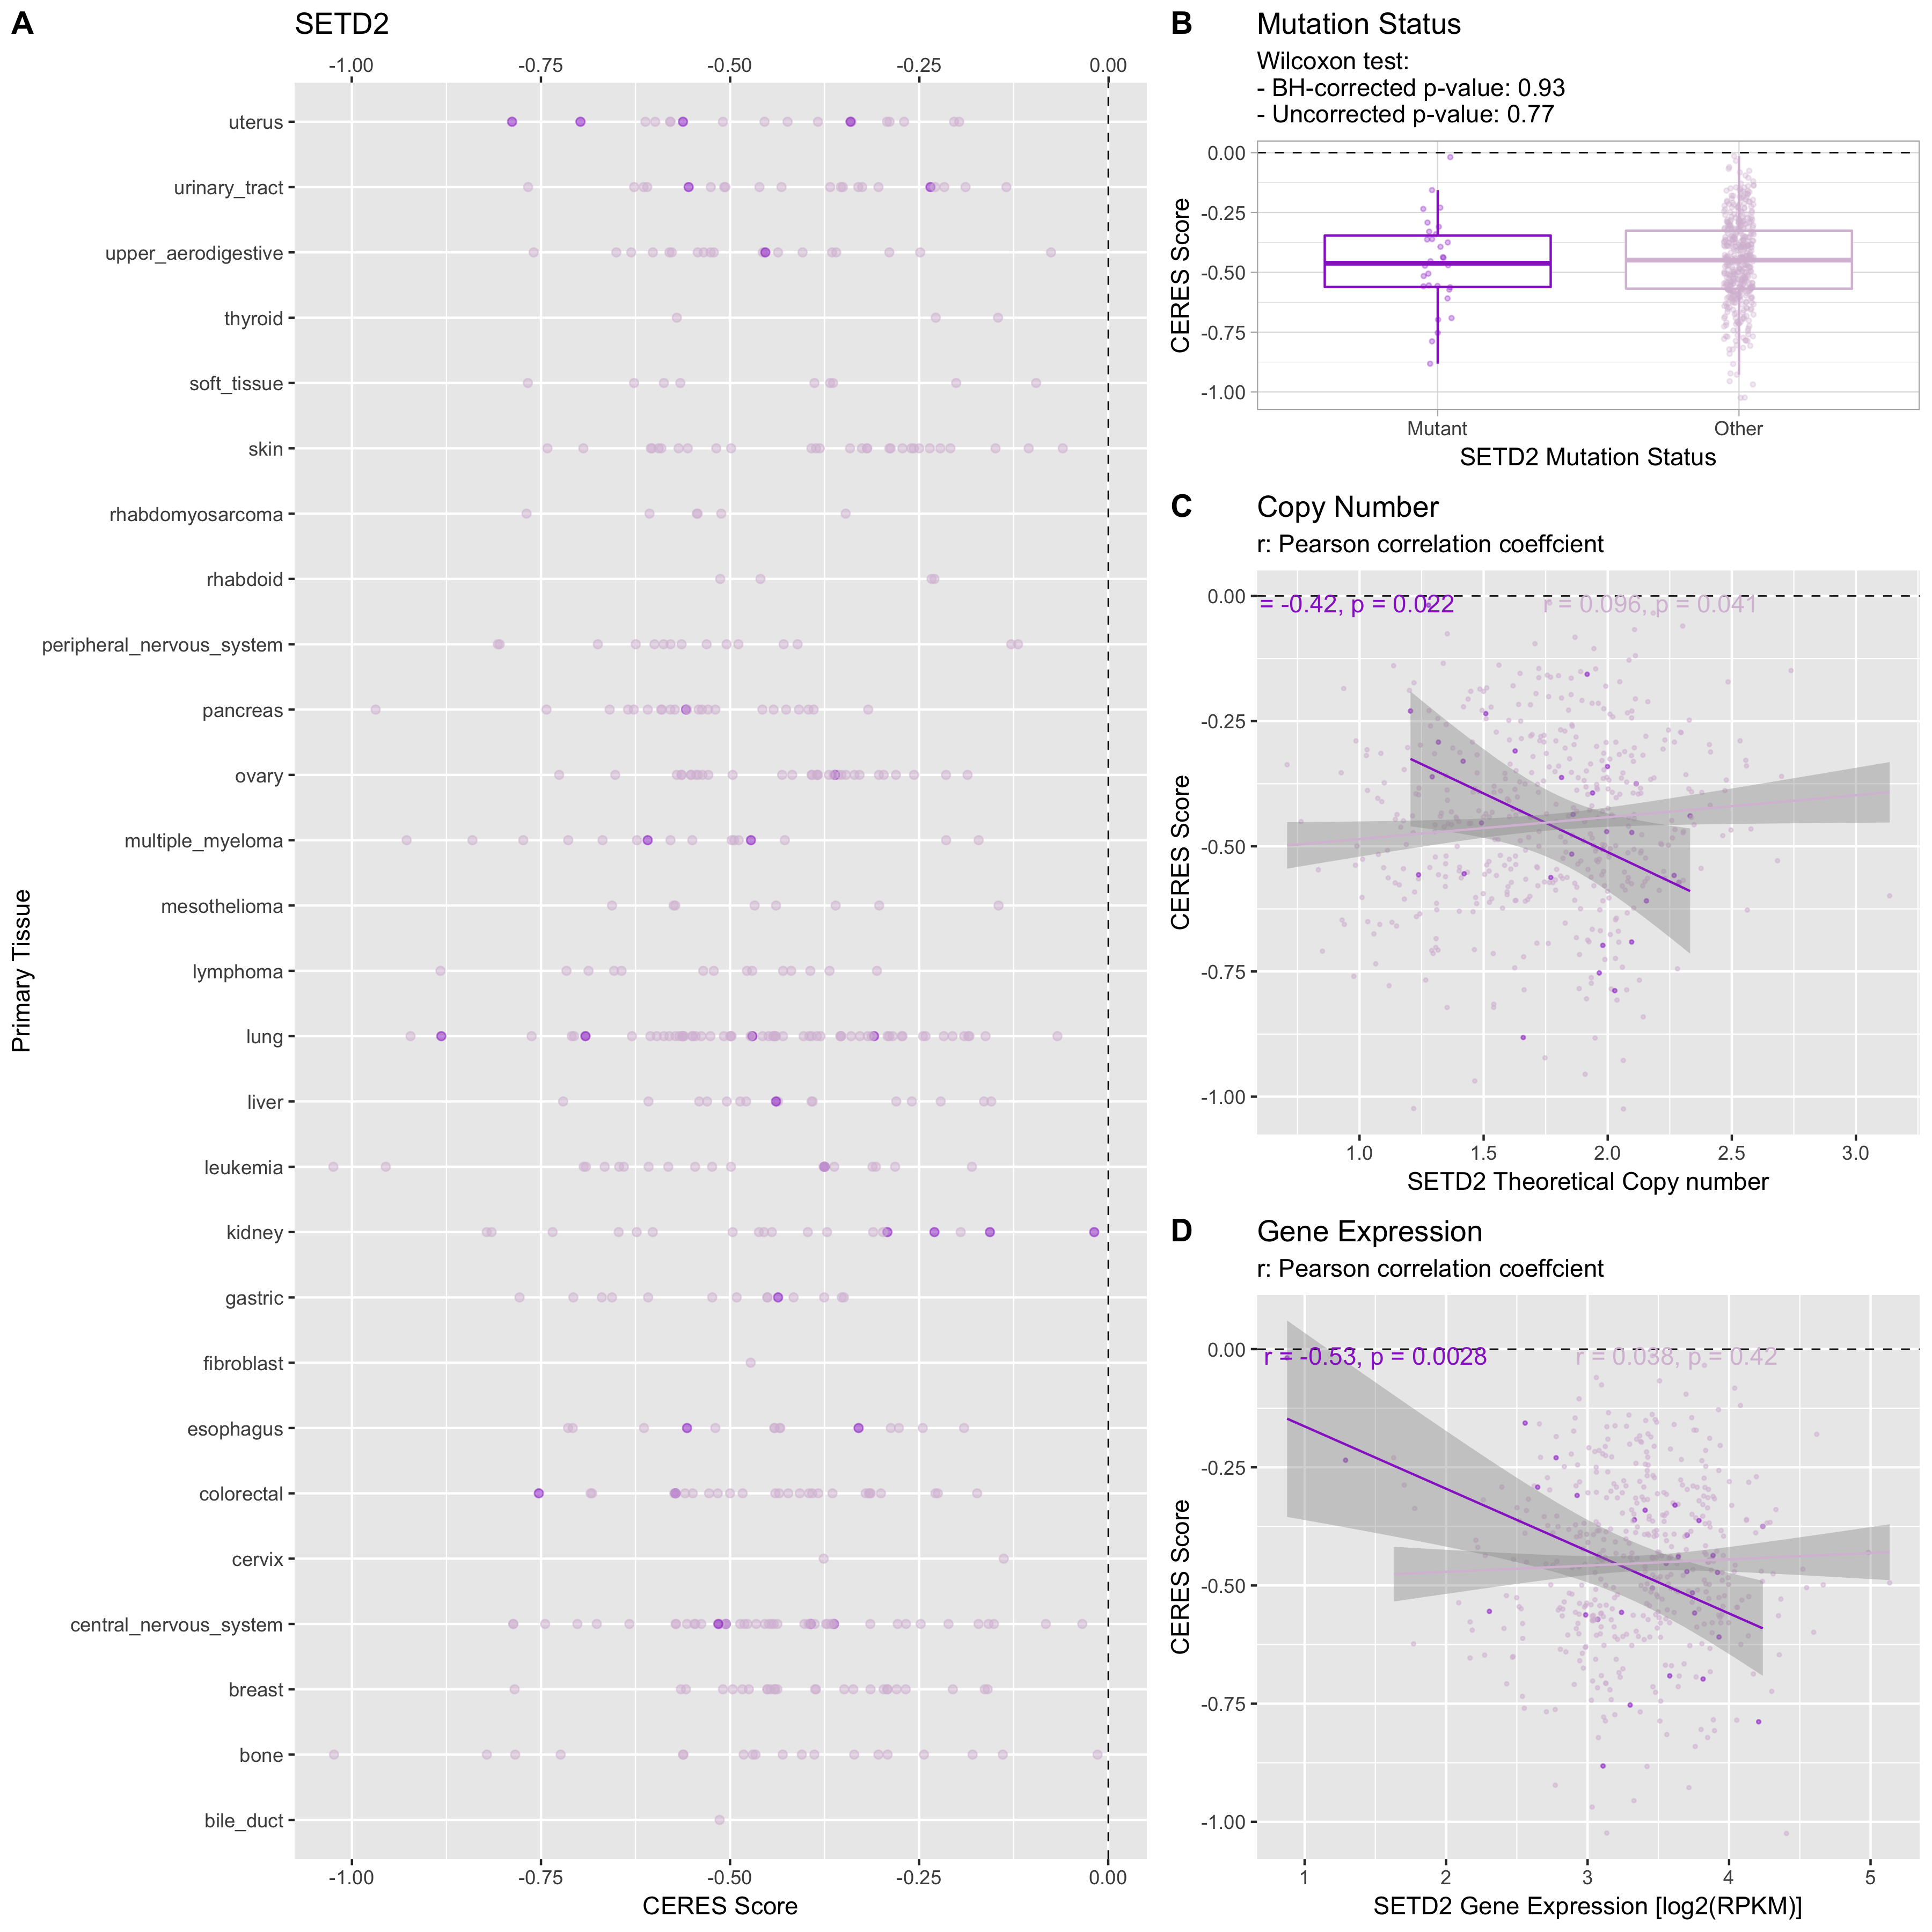 A
SETD2
-1.00 -0.75 -0.50 -0.25 0.00
uterus
urinary_tract
upper_aerodigestive
thyroid
soft_tissue
skin
rhabdomyosarcoma
rhabdoid
peripheral_nervous_system
pancreas
ovary
multiple_myeloma
mesothelioma
lymphoma
lung
liver
leukemia
kidney
gastric
fibroblast
esophagus
colorectal
cervix
central_nervous_system
breast
bone
bile_duct
Primary Tissue
-1.00 -0.75 -0.50 -0.25 0.00
CERES Score
B
Mutation Status
Wilcoxon test:
- BH-corrected p-value: 0.93
- Uncorrected p-value: 0.77
0.00
-0.25
-0.50
-0.75
-1.00
CERES Score
Mutant Other
SETD2 Mutation Status
C
Copy Number
r: Pearson correlation coeffcient
= -0.42, p = 0.022 r = 0.096, p = 0.041
0.00
-0.25
-0.50
-0.75
-1.00
CERES Score
1.0 1.5 2.0 2.5 3.0
SETD2 Theoretical Copy number
D
Gene Expression
r: Pearson correlation coeffcient
r = -0.53, p = 0.0028 r = 0.038, p = 0.42
0.00
-0.25
-0.50
-0.75
-1.00
CERES Score
1 2 3 4 5
SETD2 Gene Expression [log2(RPKM)]